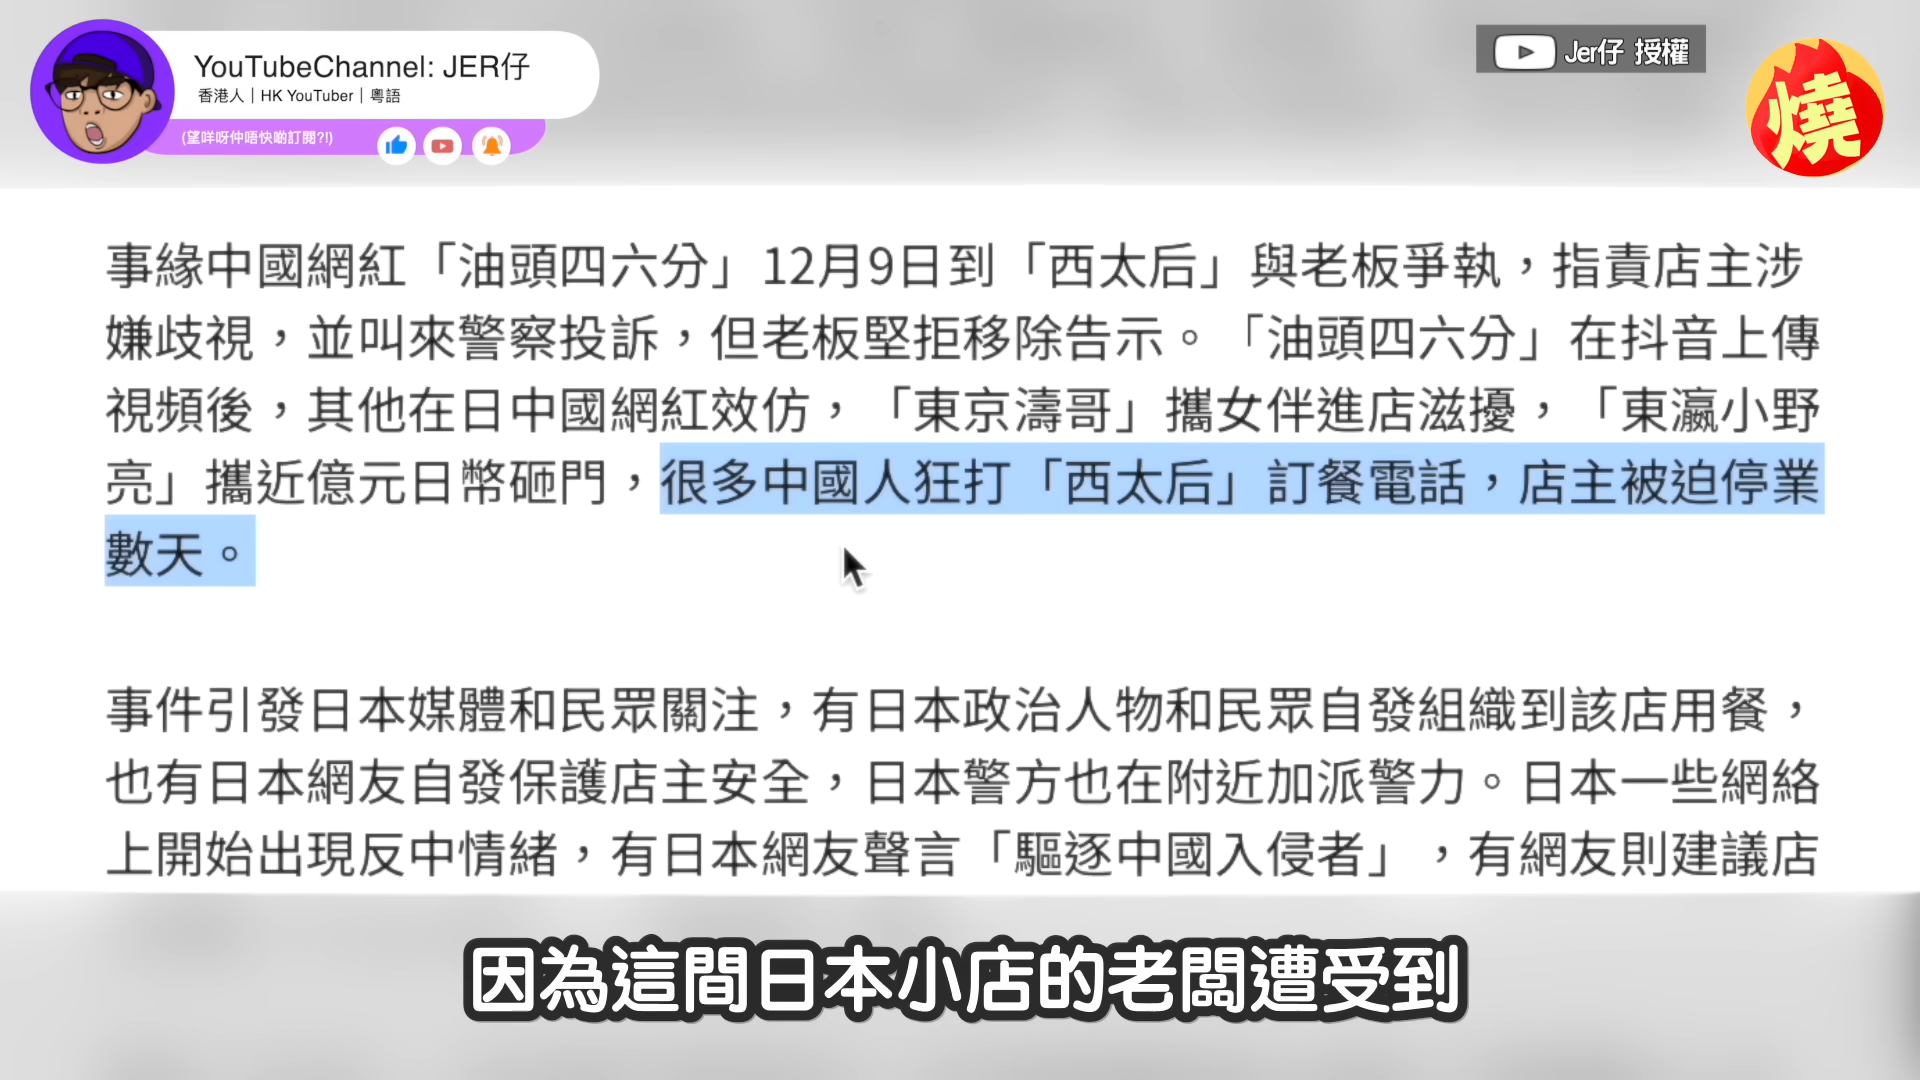 YouTubeChannel: JER仔
香港人｜HK YouTuber｜粵語
(望咩呀仲唔快啲訂閱?!)
Jer仔 授權
燒
事緣中國網紅「油頭四六分」12月9日到「西太后」與老板爭執，指責店主涉
嫌歧視，並叫來警察投訴，但老板堅拒移除告示。「油頭四六分」在抖音上傳
視頻後，其他在日中國網紅效仿，「東京濤哥」攜女伴進店滋擾，「東瀛小野
亮」攜近億元日幣砸門，很多中國人狂打「西太后」訂餐電話，店主被迫停業
數天。
事件引發日本媒體和民眾關注，有日本政治人物和民眾自發組織到該店用餐，
也有日本網友自發保護店主安全，日本警方也在附近加派警力。日本一些網絡
上開始出現反中情緒，有日本網友聲言「驅逐中國入侵者」，有網友則建議店
因為這間日本小店的老闆遭受到